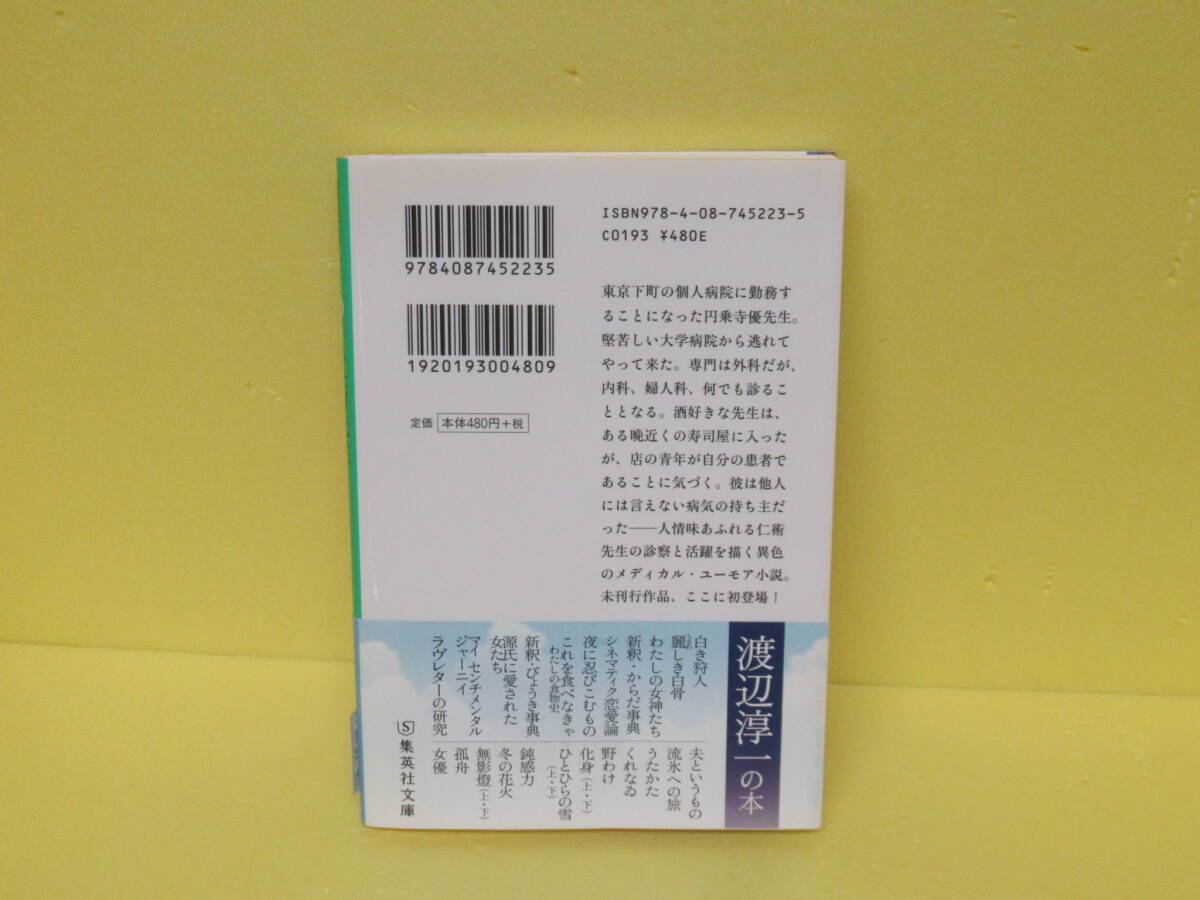 9784087452235
1920193004809
定価 本体480円+税
ISBN978-4-08-745223-5
C0193 ¥480E
東京下町の個人病院に勤務す
ることになった円乗寺優先生。
堅苦しい大学病院から逃れて
やって来た。専門は外科だが、
内科、婦人科、何でも診るこ
ととなる。酒好きな先生は、
ある晩近くの寿司屋に入った
が、店の青年が自分の患者で
あることに気づく。彼は他人
には言えない病気の持ち主だ
った——人情味あふれる仁術
先生の診察と活躍を描く異色
のメディカル・ユーモア小説。
未刊行作品、ここに初登場!
渡辺淳一の本
白き狩人
麗しき白骨
わたしの女神たち
新釈・からだ事典
シネマティク恋愛論
夜に忍びこむもの
これを食べなきゃ
わたしの食物史
新釈・びょうき事典
源氏に愛された
女たち
マイ センチメンタル
ジャーニイ
ラヴレターの研究
夫というもの
流氷への旅
うたかた
くれなゐ
野わけ
化身(上・下)
ひとひらの雪
(上・下)
鈍感力
冬の花火
無影燈(上・下)
孤舟
女優
S 集英社文庫